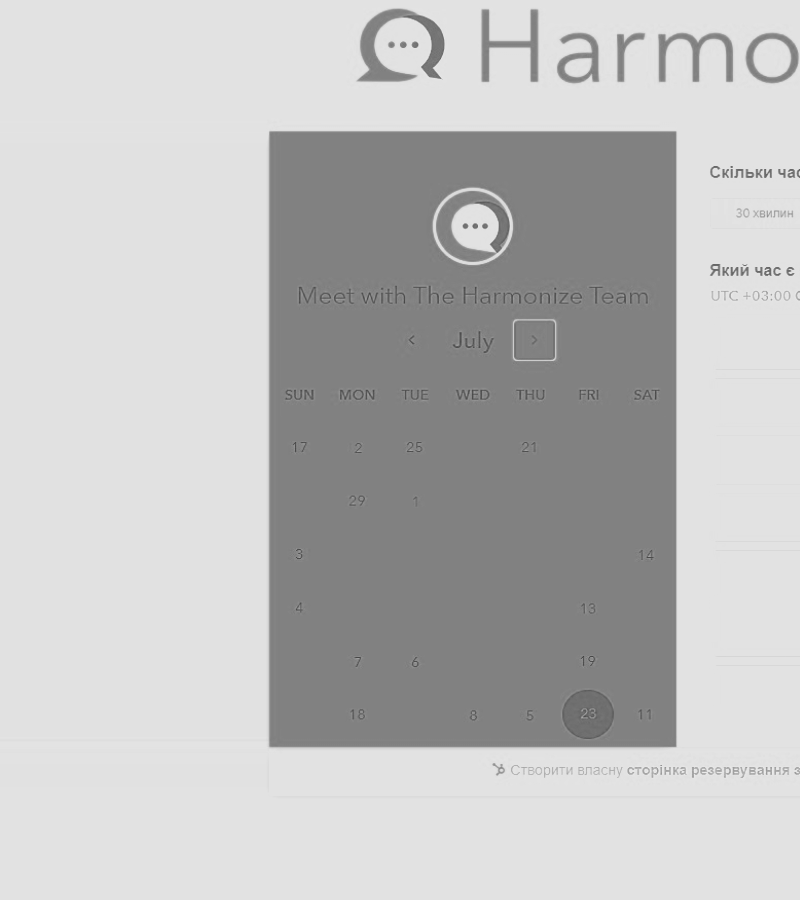 Harmo
Meet with The Harmonize Team
July
SUN MON TUE WED THU FRI SAT
17 2 25 21
29 1
3 14
4 13
7 6 19
18 8 5 23 11
Скільки час
30 хвилин
Який час є
UTC +03:00
Створити власну сторінка резервування з